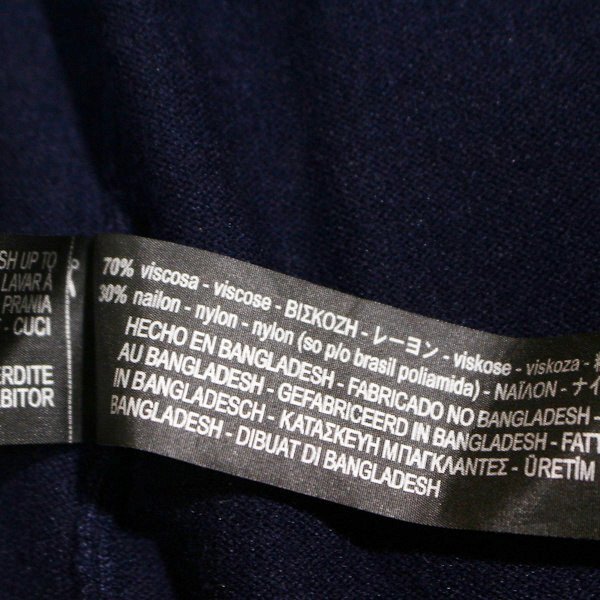 SH UP TO
LAVAR À
PRANIA
- CUCI
ERDITE
BITOR
70% viscosa - viscose - ΒΙΣΚΟΖΗ - レーヨン - viskose - viskoza -
30% nailon - nylon - nylon (so p/o brasil poliamida) - ΝΑΪΛΟΝ - ナイ
HECHO EN BANGLADESH - FABRICADO NO BANGLADESH -
AU BANGLADESH - GEFABRICEERD IN BANGLADESH - FATT
IN BANGLADESCH - ΚΑΤΑΣΚΕΥΗ ΜΠΑΓΚΛΑΝΤΕΣ - ÜRETİM
BANGLADESH - DIBUAT DI BANGLADESH